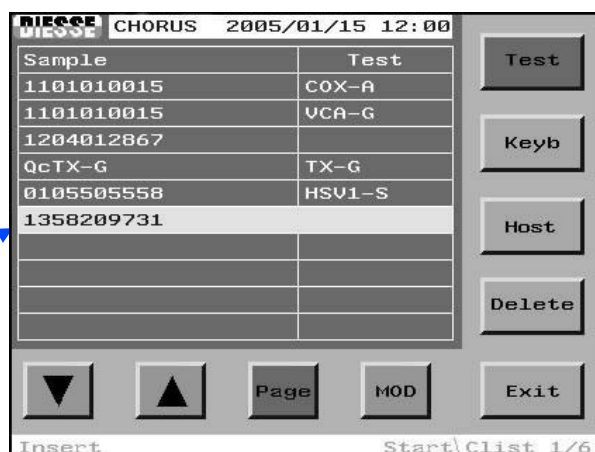 DIESSE CHORUS 2005/01/15 12:00
Sample Test
1101010015 COX-A
1101010015 VCA-G
1204012867
QcTX-G TX-G
0105505558 HSV1-S
1358209731
Test
Keyb
Host
Delete
Page MOD Exit
Insert Start\Clist 1/6